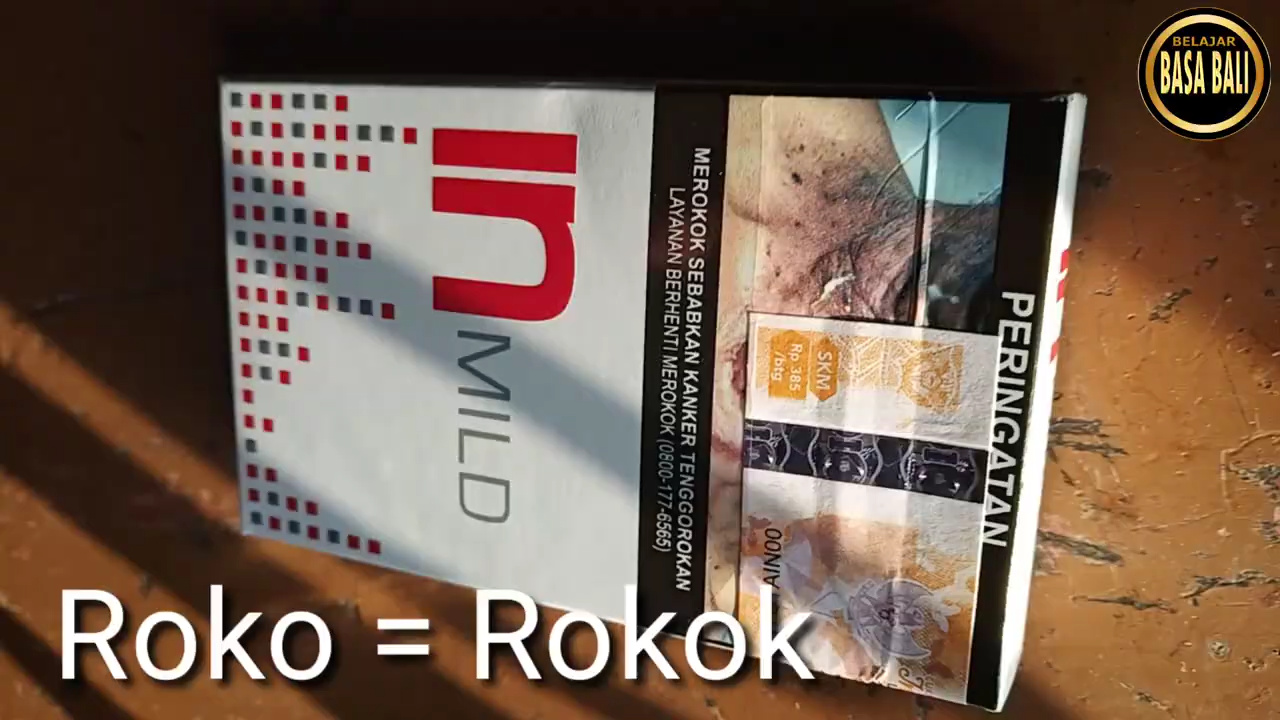 BELAJAR
BASA BALI
in
MILD
PERINGATAN
MEROKOK SEBABKAN KANKER TENGGOROKAN
LAYANAN BERHENTI MEROKOK (0800-177-6565)
SKM
Rp 385
/btg
Roko = Rokok